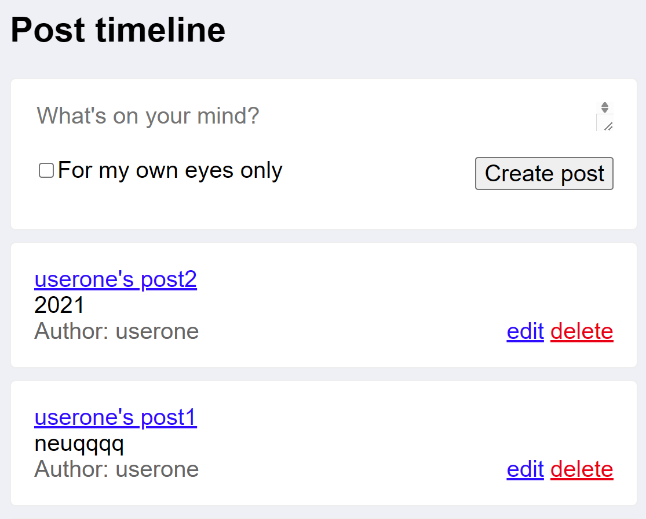 Post timeline
What's on your mind?
For my own eyes only
Create post
userone's post2
2021
Author: userone
edit delete
userone's post1
neuqqqq
Author: userone
edit delete